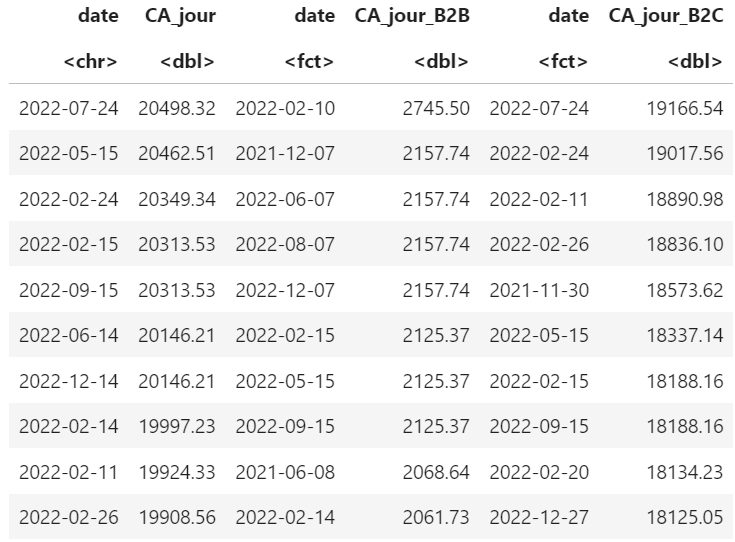 date CA_jour date CA_jour_B2B date CA_jour_B2C
<chr> <dbl> <fct> <dbl> <fct> <dbl>
2022-07-24 20498.32 2022-02-10 2745.50 2022-07-24 19166.54
2022-05-15 20462.51 2021-12-07 2157.74 2022-02-24 19017.56
2022-02-24 20349.34 2022-06-07 2157.74 2022-02-11 18890.98
2022-02-15 20313.53 2022-08-07 2157.74 2022-02-26 18836.10
2022-09-15 20313.53 2022-12-07 2157.74 2021-11-30 18573.62
2022-06-14 20146.21 2022-02-15 2125.37 2022-05-15 18337.14
2022-12-14 20146.21 2022-05-15 2125.37 2022-02-15 18188.16
2022-02-14 19997.23 2022-09-15 2125.37 2022-09-15 18188.16
2022-02-11 19924.33 2021-06-08 2068.64 2022-02-20 18134.23
2022-02-26 19908.56 2022-02-14 2061.73 2022-12-27 18125.05